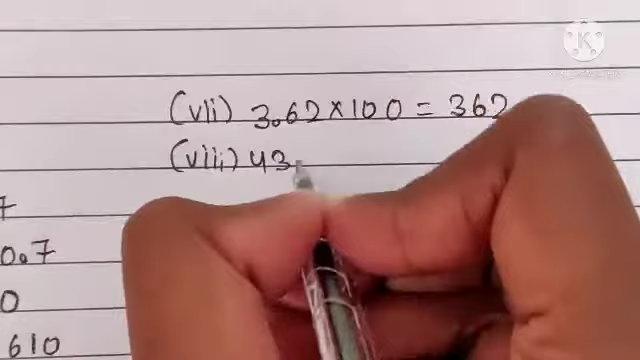 (vii) 3.62×100 = 362
(viii) 43
7
0.7
0
610